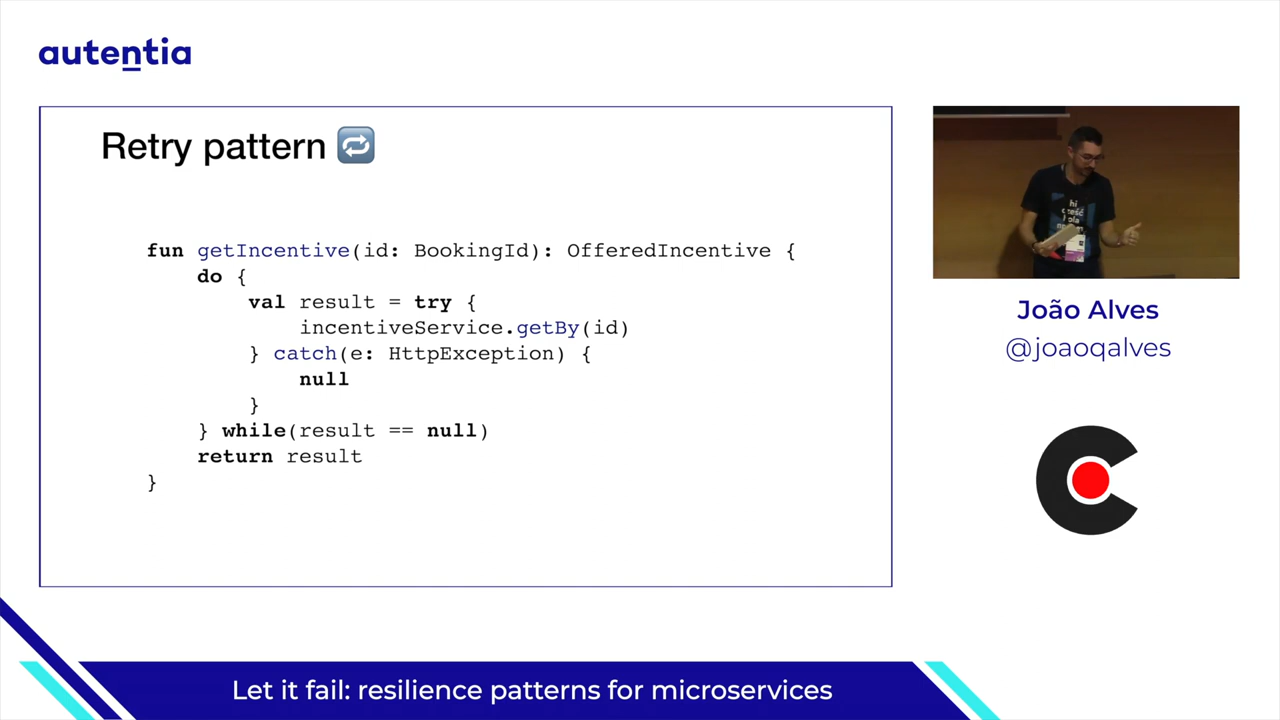 autentia
Retry pattern 🔁
fun getIncentive(id: BookingId): OfferedIncentive {
    do {
        val result = try {
            incentiveService.getBy(id)
        } catch(e: HttpException) {
            null
        }
    } while(result == null)
    return result
}
João Alves
@joaoqalves
Let it fail: resilience patterns for microservices